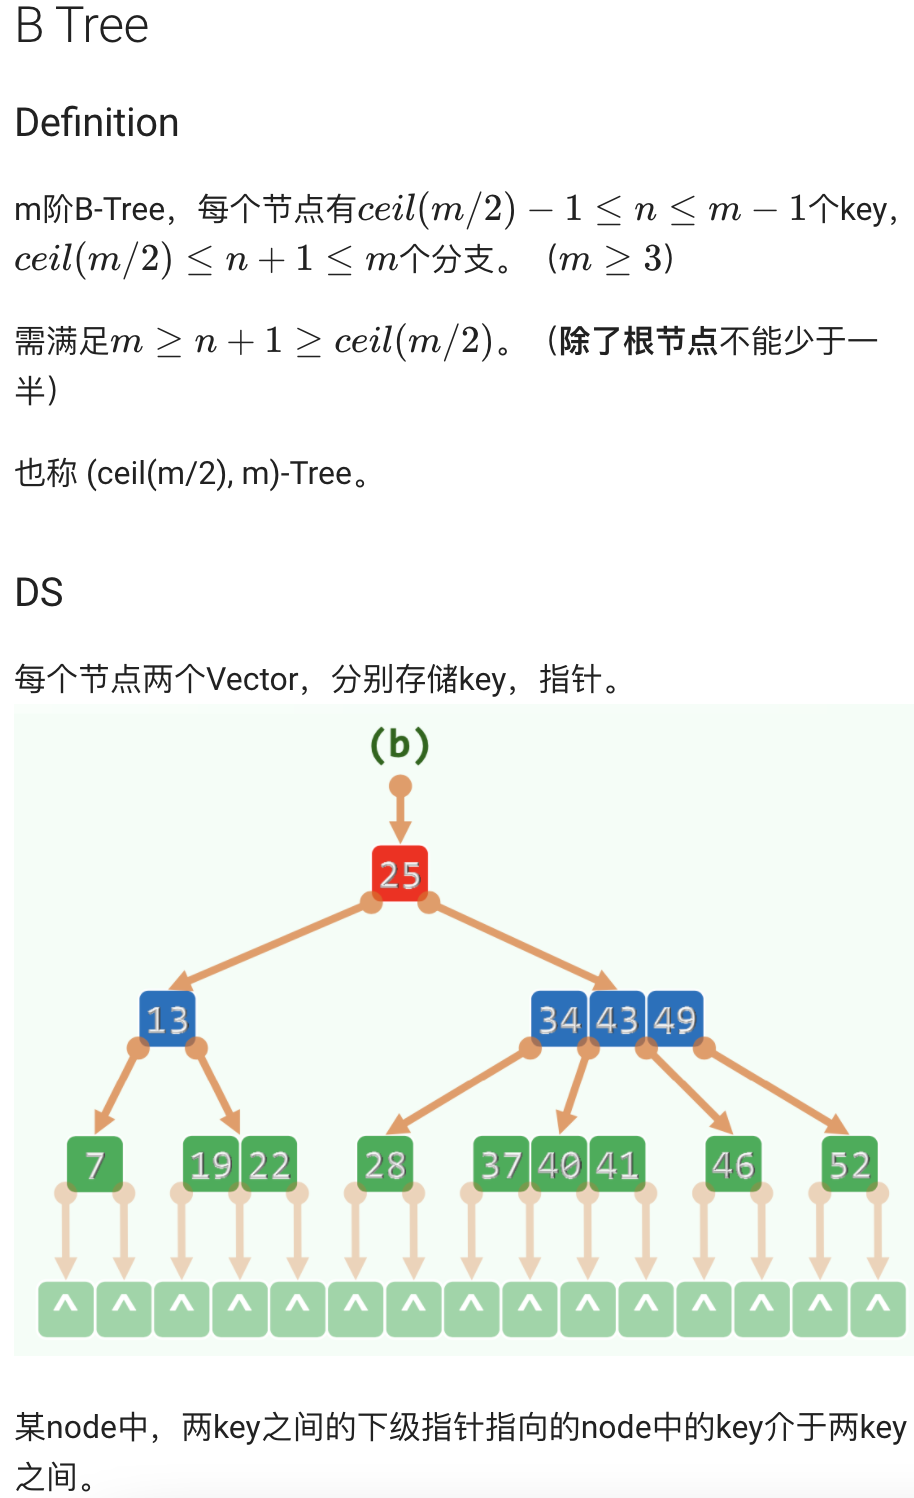 B Tree
Definition
m阶B-Tree，每个节点有ceil(m/2) − 1 ≤ n ≤ m − 1个key，
ceil(m/2) ≤ n + 1 ≤ m个分支。（m ≥ 3）
需满足m ≥ n + 1 ≥ ceil(m/2)。（除了根节点不能少于一
半）
也称 (ceil(m/2), m)-Tree。
DS
每个节点两个Vector，分别存储key，指针。
(b)
25
13 34 43 49
7 19 22 28 37 40 41 46 52
^ ^ ^ ^ ^ ^ ^ ^ ^ ^ ^ ^ ^ ^ ^
某node中，两key之间的下级指针指向的node中的key介于两key
之间。